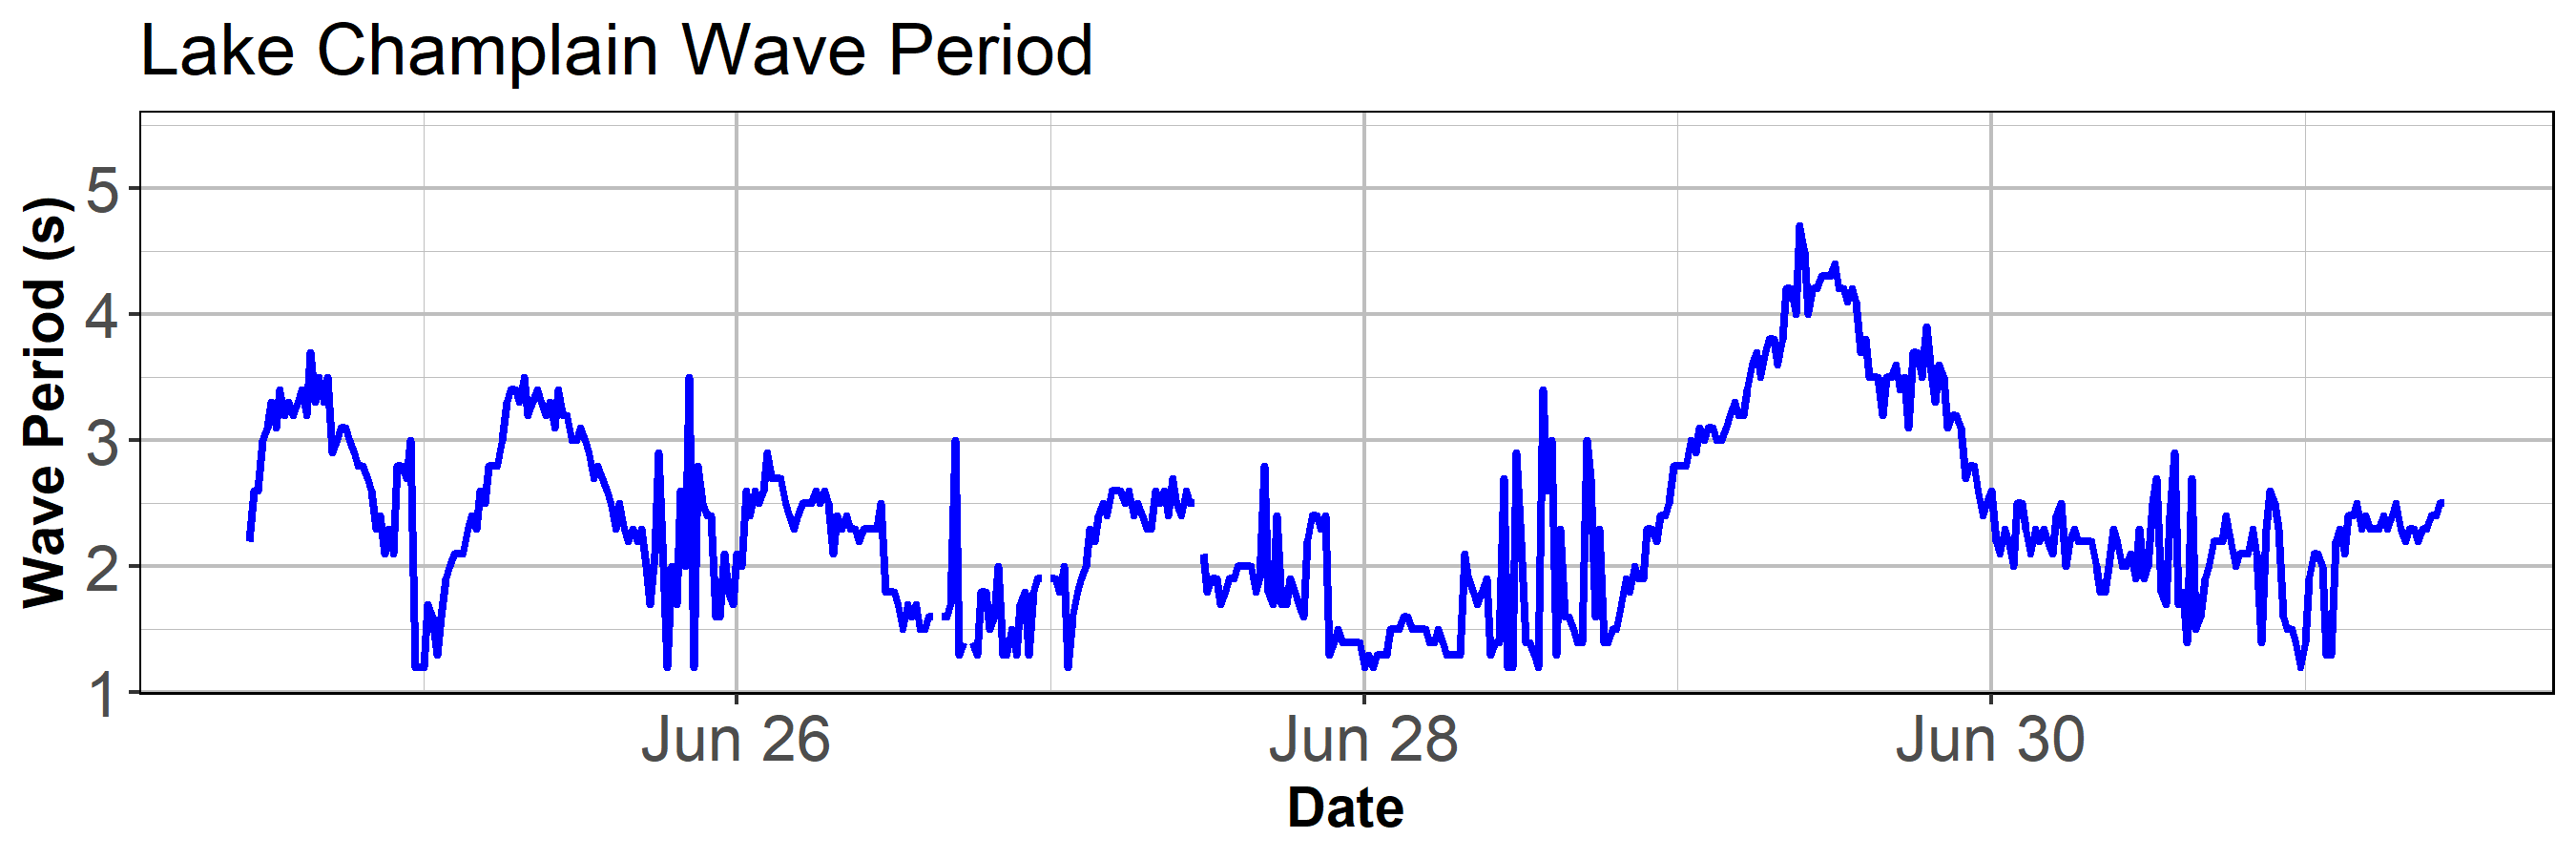 Lake Champlain Wave Period
Wave Period (s)
5
4
3
2
1
Jun 26
Jun 28
Jun 30
Date